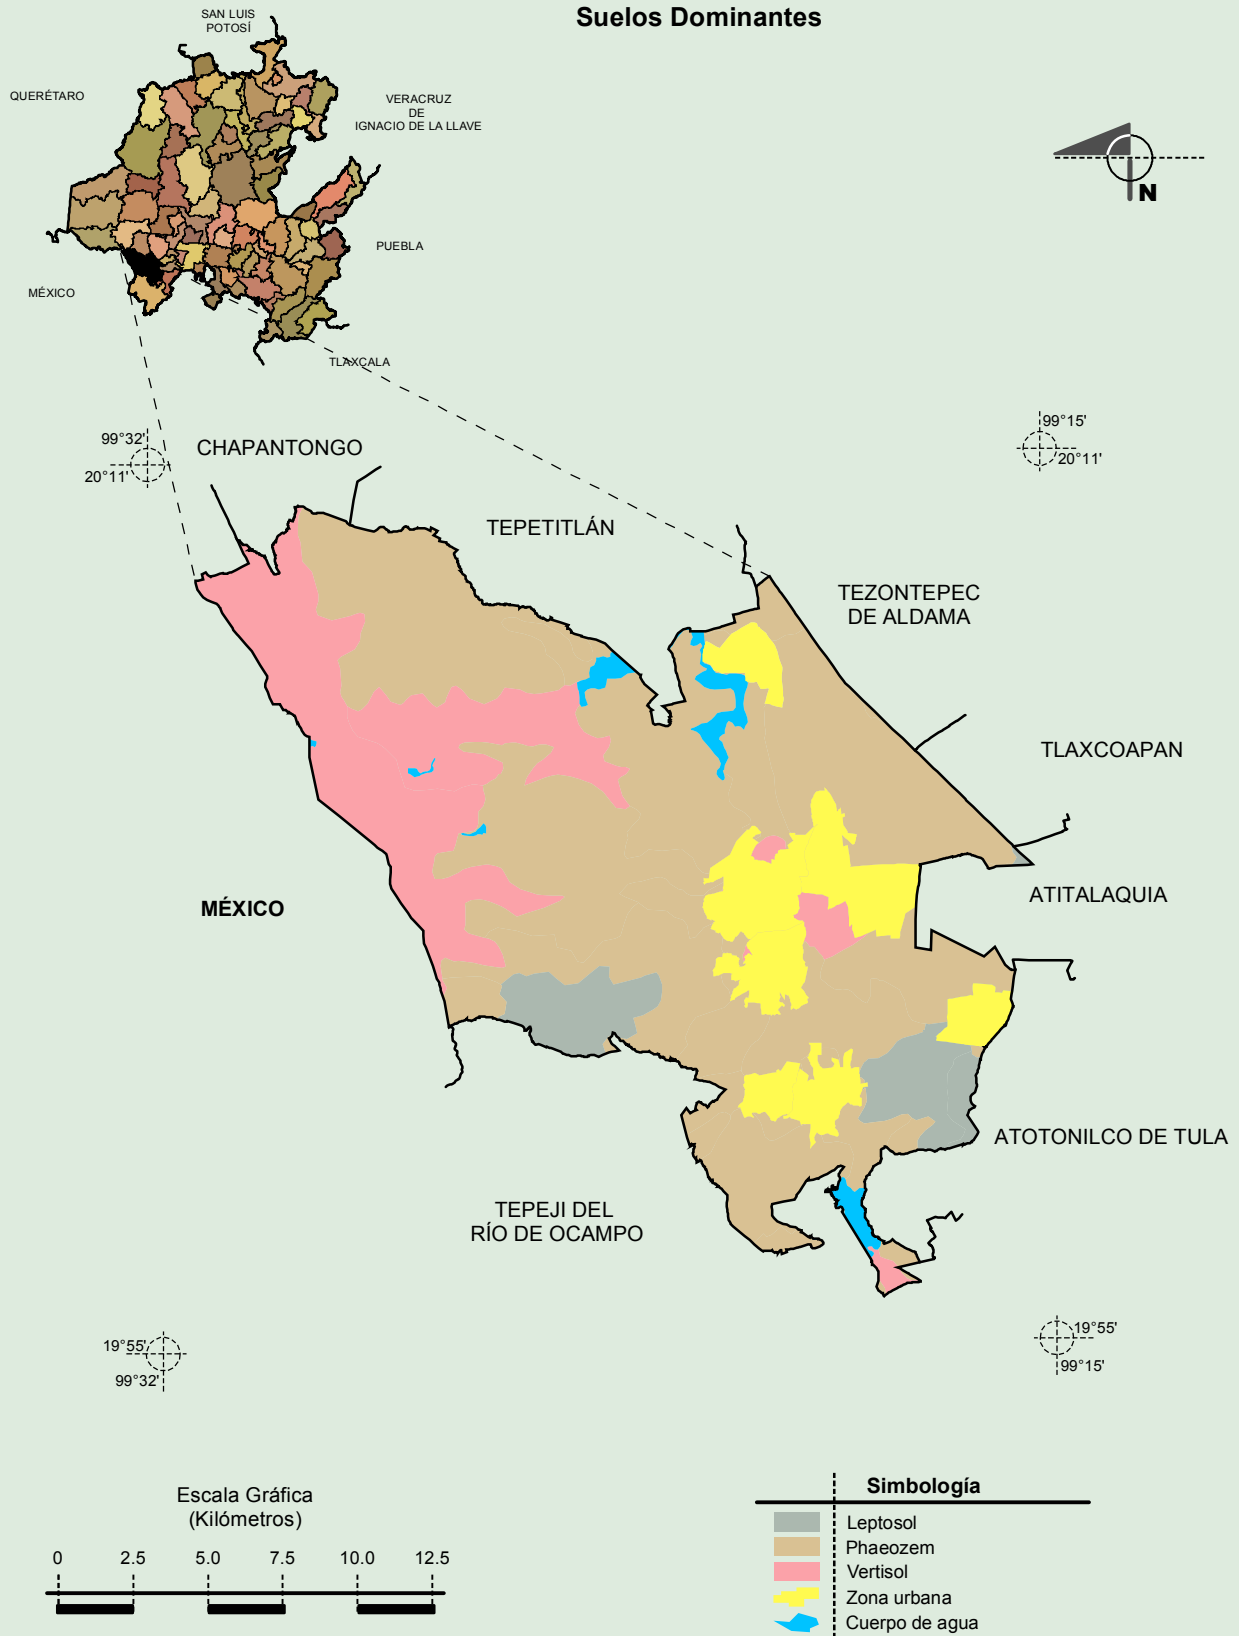 Suelos Dominantes
SAN LUIS
POTOSÍ
QUERÉTARO
VERACRUZ
DE
IGNACIO DE LA LLAVE
N
PUEBLA
MÉXICO
TLAXCALA
99°32'
20°11'
99°15'
20°11'
CHAPANTONGO
TEPETITLÁN
TEZONTEPEC
DE ALDAMA
TLAXCOAPAN
MÉXICO
ATITALAQUIA
ATOTONILCO DE TULA
TEPEJI DEL
RÍO DE OCAMPO
19°55'
99°32'
19°55'
99°15'
Escala Gráfica
(Kilómetros)
0 2.5 5.0 7.5 10.0 12.5
Simbología
Leptosol
Phaeozem
Vertisol
Zona urbana
Cuerpo de agua